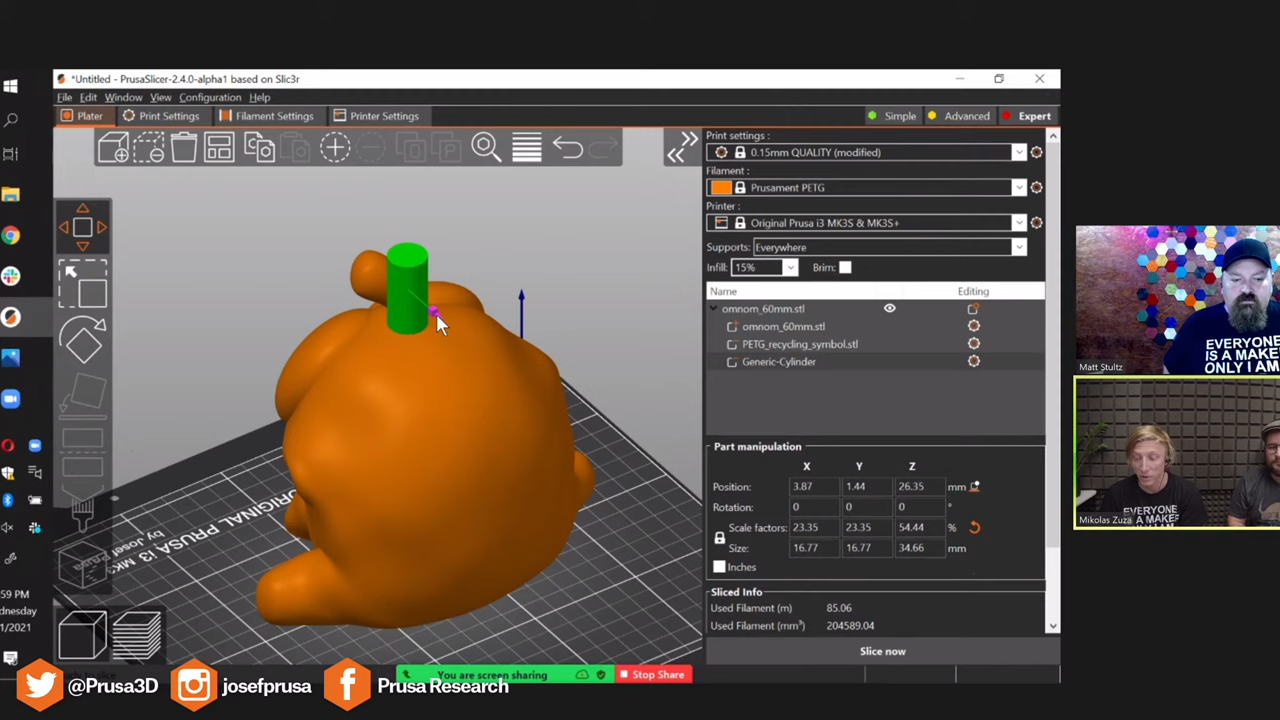 *Untitled - PrusaSlicer-2.4.0-alpha1 based on Slic3r
File Edit Window View Configuration Help
Plater Print Settings Filament Settings Printer Settings Simple Advanced Expert
Print settings :
0.15mm QUALITY (modified)
Filament :
Prusament PETG
Printer :
Original Prusa i3 MK3S & MK3S+
Supports: Everywhere
Infill: 15% Brim:
Name Editing
omnom_60mm.stl
omnom_60mm.stl
PETG_recycling_symbol.stl
Generic-Cylinder
Part manipulation
X Y Z
Position: 3.87 1.44 26.35 mm
Rotation: 0 0 0 °
Scale factors: 23.35 23.35 54.44 %
Size: 16.77 16.77 34.66 mm
Inches
Sliced Info
Used Filament (m) 85.06
Used Filament (mm³) 204589.04
Slice now
ORIGINAL PRUSA i3 MK3
by Josef Prusa
:59 PM
dnesday
1/2021
You are screen sharing Stop Share
@Prusa3D josefprusa Prusa Research
EVERYONE
IS A MAKE
ONLY I AM
Matt Stultz
EVERYONE
IS A MAKE
Mikolas Zuza